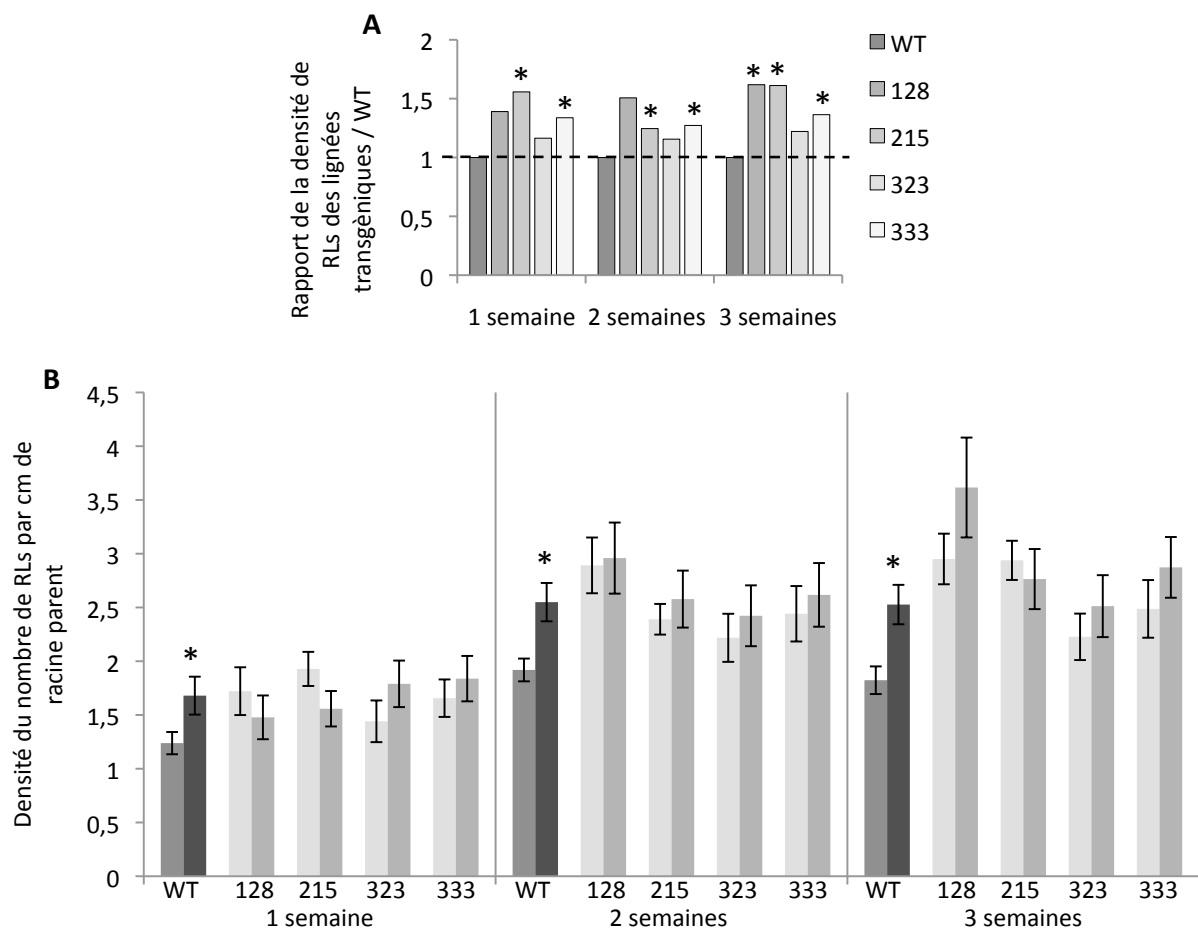 A
Rapport de la densité de
RLs des lignées
transgèniques / WT
2
1,5
1
0,5
0
* * * * * * *
1 semaine 2 semaines 3 semaines
WT
128
215
323
333
B
Densité du nombre de RLs par cm de
racine parent
4,5
4
3,5
3
2,5
2
1,5
1
0,5
0
* * *
WT 128 215 323 333 WT 128 215 323 333 WT 128 215 323 333
1 semaine 2 semaines 3 semaines